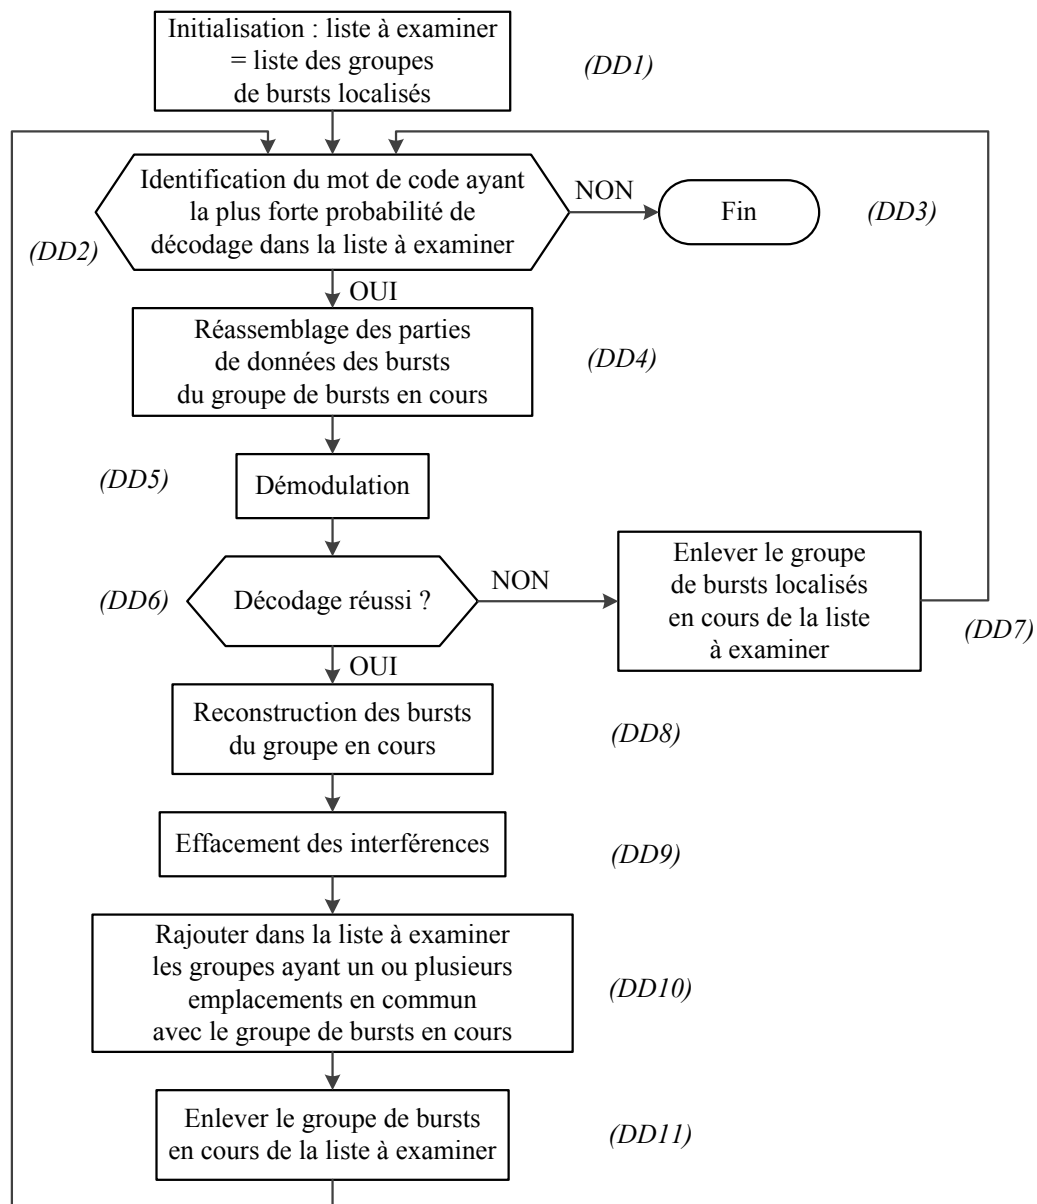 Initialisation : liste à examiner
= liste des groupes
de bursts localisés
(DD1)
Identification du mot de code ayant
la plus forte probabilité de
décodage dans la liste à examiner
(DD2)
NON
Fin
(DD3)
OUI
Réassemblage des parties
de données des bursts
du groupe de bursts en cours
(DD4)
(DD5)
Démodulation
(DD6)
Décodage réussi ?
NON
Enlever le groupe
de bursts localisés
en cours de la liste
à examiner
(DD7)
OUI
Reconstruction des bursts
du groupe en cours
(DD8)
Effacement des interférences
(DD9)
Rajouter dans la liste à examiner
les groupes ayant un ou plusieurs
emplacements en commun
avec le groupe de bursts en cours
(DD10)
Enlever le groupe de bursts
en cours de la liste à examiner
(DD11)